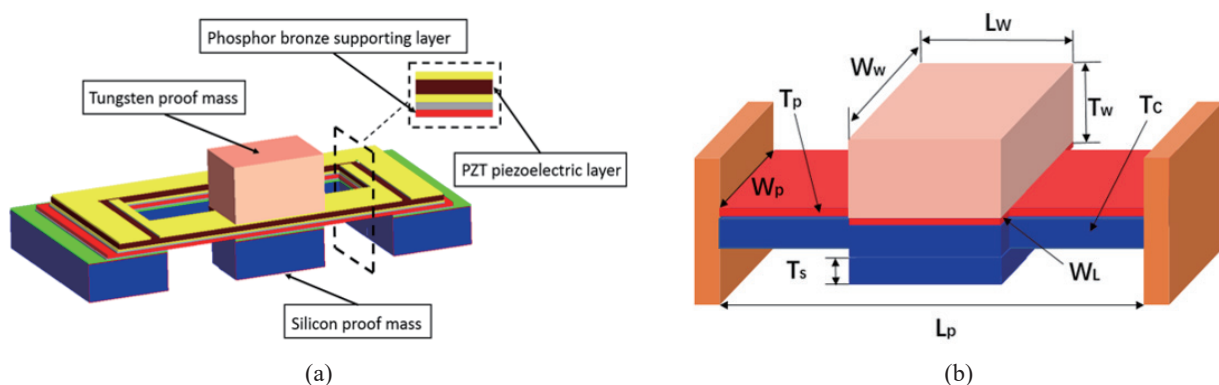 Phosphor bronze supporting layer
Tungsten proof mass
PZT piezoelectric layer
Silicon proof mass
(a)
Lw
Ww
Tp
Tw
Tc
Wp
Ts
WL
Lp
(b)